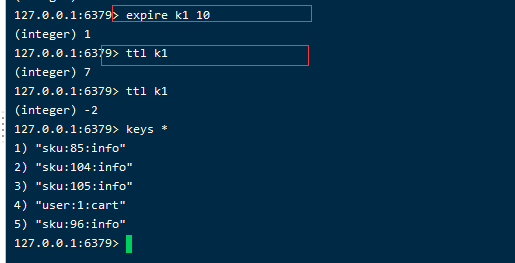 127.0.0.1:6379> expire k1 10
(integer) 1
127.0.0.1:6379> ttl k1
(integer) 7
127.0.0.1:6379> ttl k1
(integer) -2
127.0.0.1:6379> keys *
1) "sku:85:info"
2) "sku:104:info"
3) "sku:105:info"
4) "user:1:cart"
5) "sku:96:info"
127.0.0.1:6379>